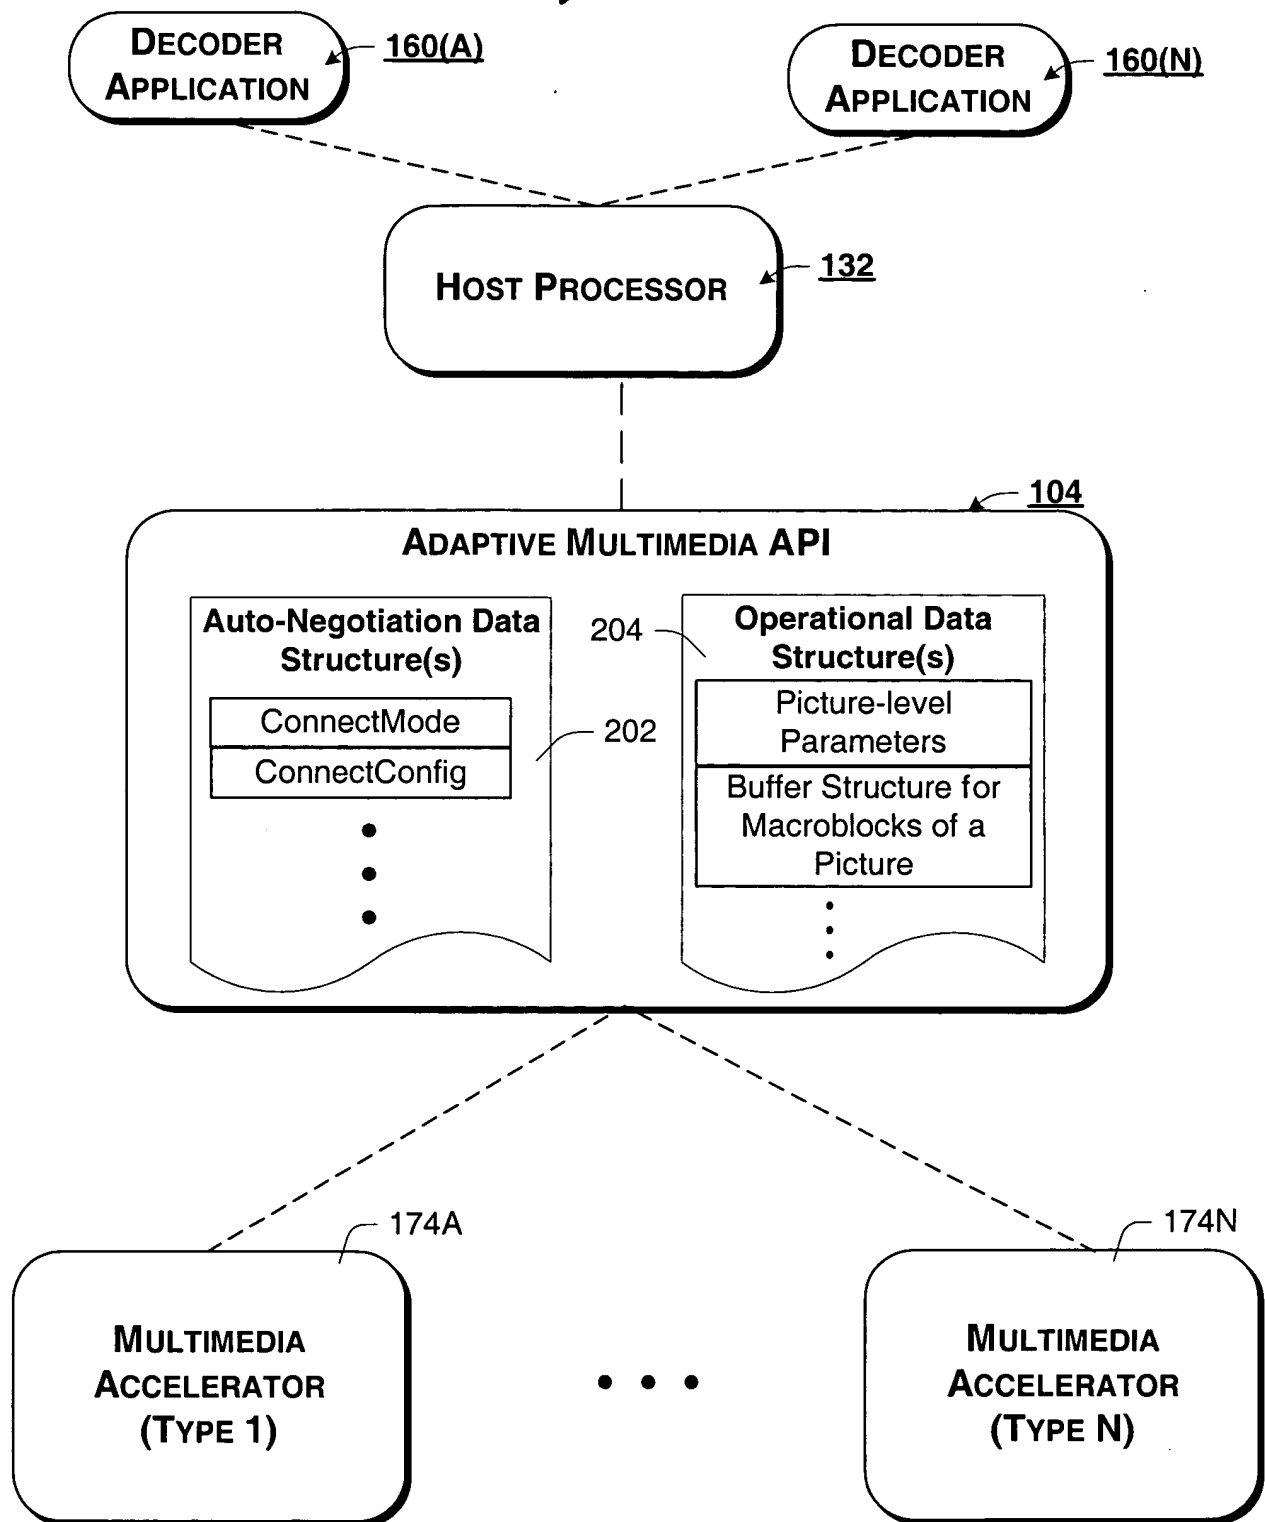 DECODER
APPLICATION
160(A)
DECODER
APPLICATION
160(N)
HOST PROCESSOR
132
104
ADAPTIVE MULTIMEDIA API
Auto-Negotiation Data
Structure(s)
ConnectMode
ConnectConfig
202
204
Operational Data
Structure(s)
Picture-level
Parameters
Buffer Structure for
Macroblocks of a
Picture
174A
MULTIMEDIA
ACCELERATOR
(TYPE 1)
174N
MULTIMEDIA
ACCELERATOR
(TYPE N)